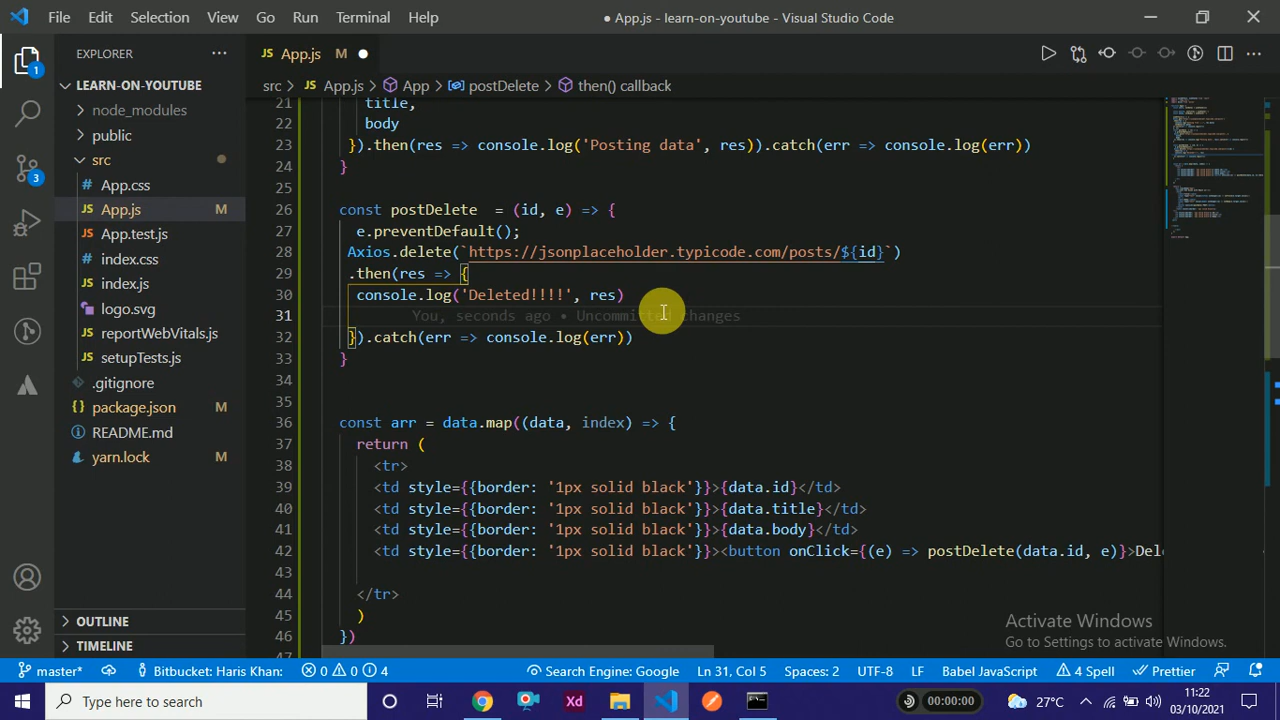 File Edit Selection View Go Run Terminal Help
● App.js - learn-on-youtube - Visual Studio Code
EXPLORER
1
LEARN-ON-YOUTUBE
node_modules
public
src
App.css
JS App.js M
App.test.js
# index.css
JS index.js
logo.svg
JS reportWebVitals.js
JS setupTests.js
.gitignore
package.json M
README.md
yarn.lock M
3
OUTLINE
TIMELINE
JS App.js M
src > JS App.js > App > postDelete > then() callback
21 title,
22 body
23 }).then(res => console.log('Posting data', res)).catch(err => console.log(err))
24 }
25
26 const postDelete = (id, e) => {
27 e.preventDefault();
28 Axios.delete(`https://jsonplaceholder.typicode.com/posts/${id}`)
29 .then(res => {
30 console.log('Deleted!!!!', res)
31 You, seconds ago • Uncommitted changes
32 }).catch(err => console.log(err))
33 }
34
35
36 const arr = data.map((data, index) => {
37 return (
38 <tr>
39 <td style={{border: '1px solid black'}}>{data.id}</td>
40 <td style={{border: '1px solid black'}}>{data.title}</td>
41 <td style={{border: '1px solid black'}}>{data.body}</td>
42 <td style={{border: '1px solid black'}}><button onClick={(e) => postDelete(data.id, e)}>Del
43
44 </tr>
45 )
46 })
47
Activate Windows
Go to Settings to activate Windows.
master* Bitbucket: Haris Khan: 0 0 4 Search Engine: Google Ln 31, Col 5 Spaces: 2 UTF-8 LF Babel JavaScript 4 Spell Prettier
Type here to search
Xd
00:00:00
27°C
11:22
03/10/2021